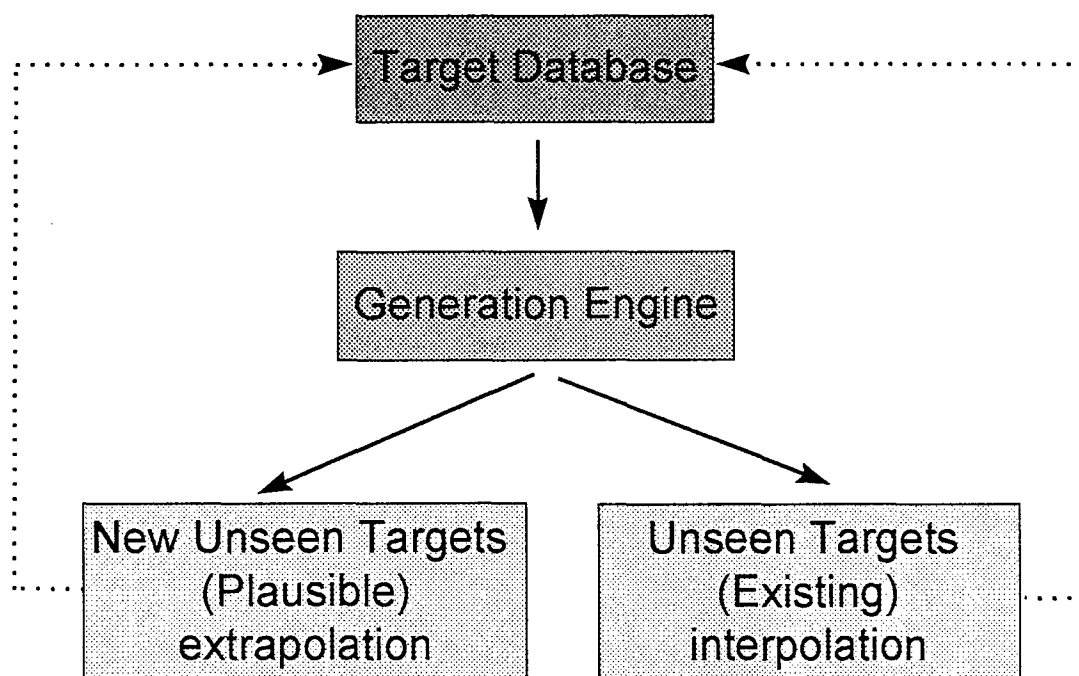 Target Database
Generation Engine
New Unseen Targets
(Plausible)
extrapolation
Unseen Targets
(Existing)
interpolation